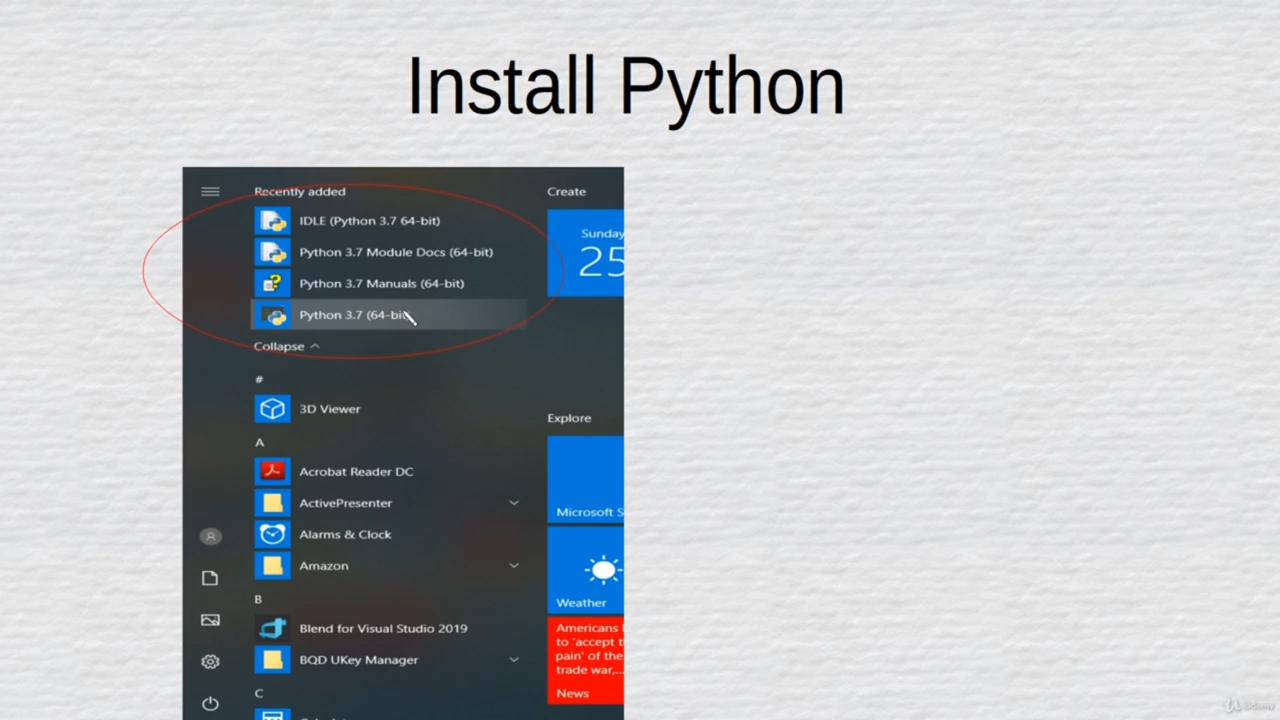 Install Python
Recently added
IDLE (Python 3.7 64-bit)
Python 3.7 Module Docs (64-bit)
Python 3.7 Manuals (64-bit)
Python 3.7 (64-bit
Collapse
#
3D Viewer
A
Acrobat Reader DC
ActivePresenter
Alarms & Clock
Amazon
B
Blend for Visual Studio 2019
BQD UKey Manager
C
Create
Sunday
25
Explore
Microsoft S
Weather
Americans
to 'accept t
pain' of the
trade war,...
News
Udemy